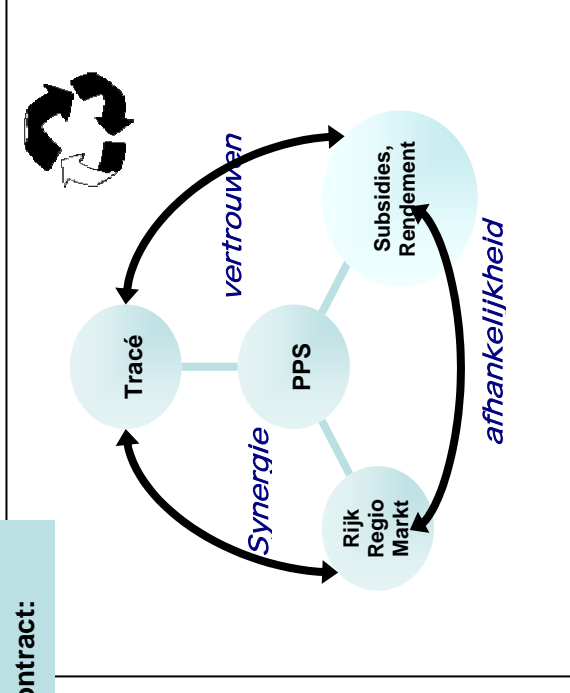 ontract:
Tracé
vertrouwen
Synergie
PPS
Subsidies,
Rendement
Rijk
Regio
Markt
afhankelijkheid